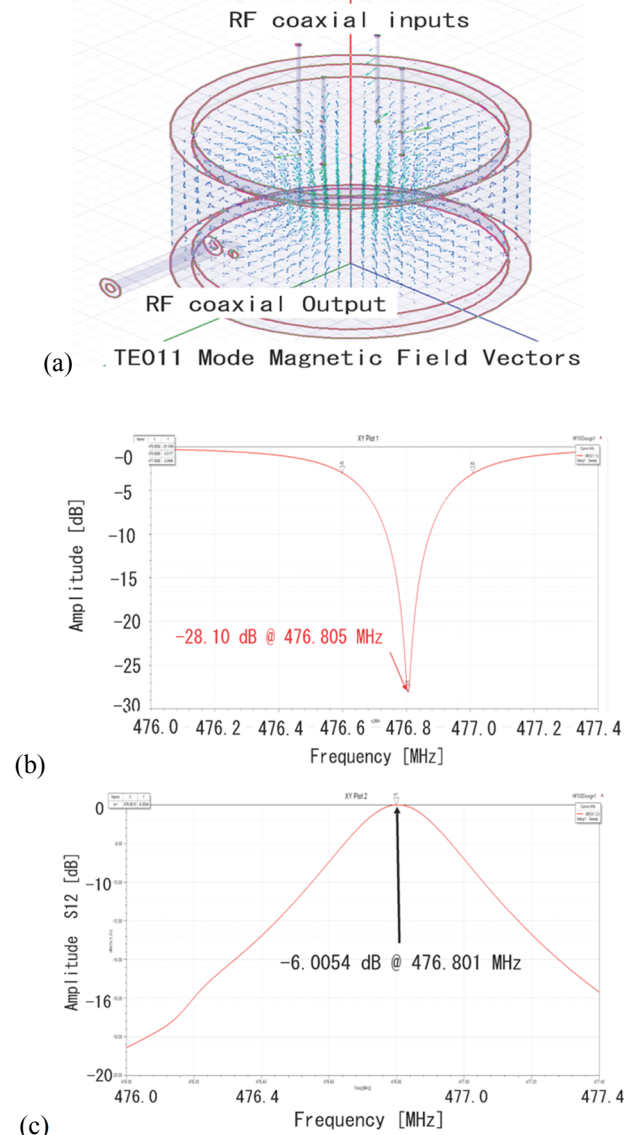 RF coaxial inputs
RF coaxial Output
(a)
TE011 Mode Magnetic Field Vectors
XY Plot 1
HFSSDesign1
-0
-5
-10
-15
-20
-25
-30
Amplitude [dB]
-28.10 dB @ 476.805 MHz
476.0 476.2 476.4 476.6 476.8 477.0 477.2 477.4
Frequency [MHz]
(b)
XY Plot 2
HFSSDesign1
0
-10
-16
-20
Amplitude S12 [dB]
-6.0054 dB @ 476.801 MHz
476.0 476.4 477.0 477.4
Frequency [MHz]
(c)